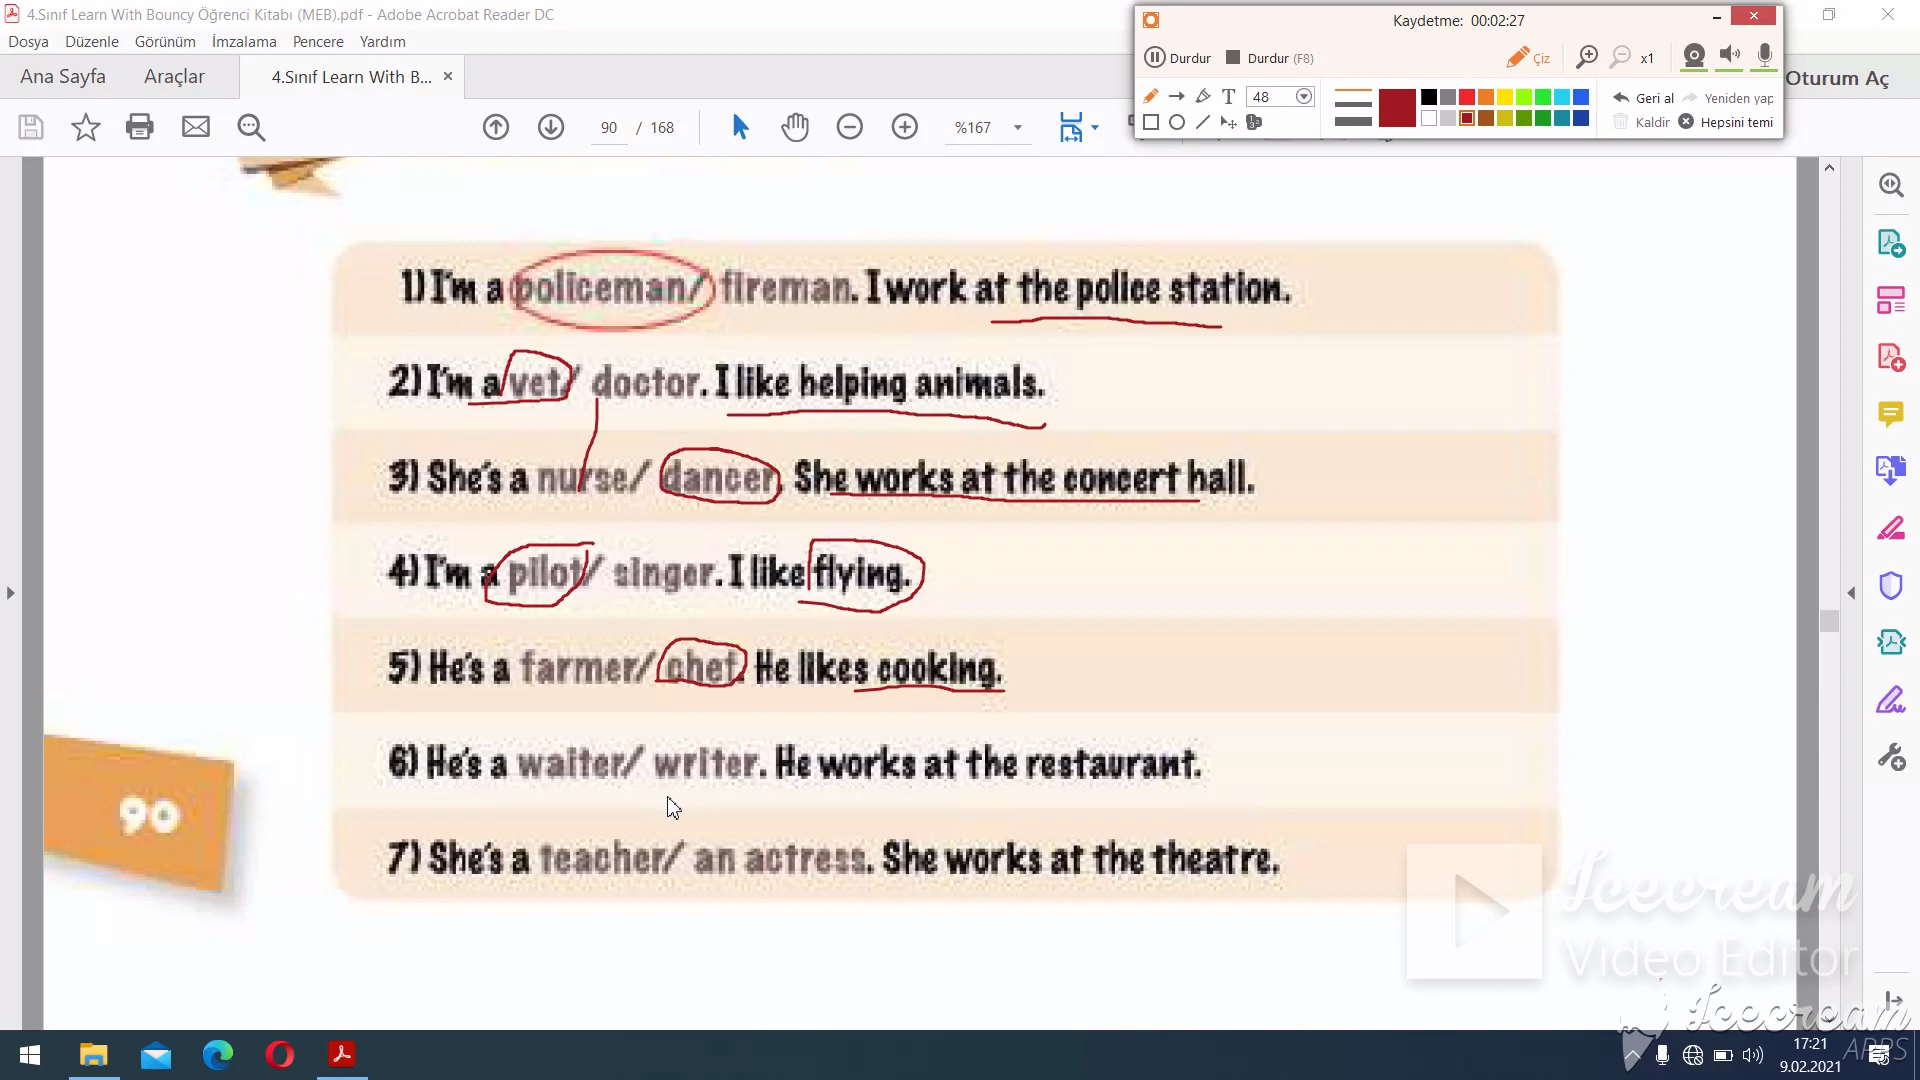 4.Sınıf Learn With Bouncy Öğrenci Kitabı (MEB).pdf - Adobe Acrobat Reader DC
Dosya Düzenle Görünüm İmzalama Pencere Yardım
Ana Sayfa Araçlar 4.Sınıf Learn With B... × Oturum Aç
90 / 168 %167
Kaydetme: 00:02:27
Durdur Durdur (F8) Çiz x1
T 48 Geri al Yeniden yap
Kaldir Hepsini temi
1) I'm a policeman/ fireman. I work at the police station.
2) I'm a vet/ doctor. I like helping animals.
3) She's a nurse/ dancer. She works at the concert hall.
4) I'm a pilot/ singer. I like flying.
5) He's a farmer/ chef. He likes cooking.
6) He's a waiter/ writer. He works at the restaurant.
90
7) She's a teacher/ an actress. She works at the theatre.
Icecream
Video Editor
Icecream
APPS
17:21
9.02.2021